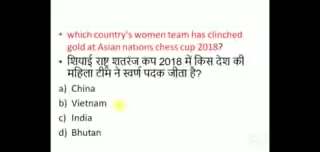 • which country's women team has clinched
gold at Asian nations chess cup 2018?
• शियाई राष्ट्र शतरंज कप 2018 में किस देश की
महिला टीम ने स्वर्ण पदक जीता है?
a) China
b) Vietnam
c) India
d) Bhutan